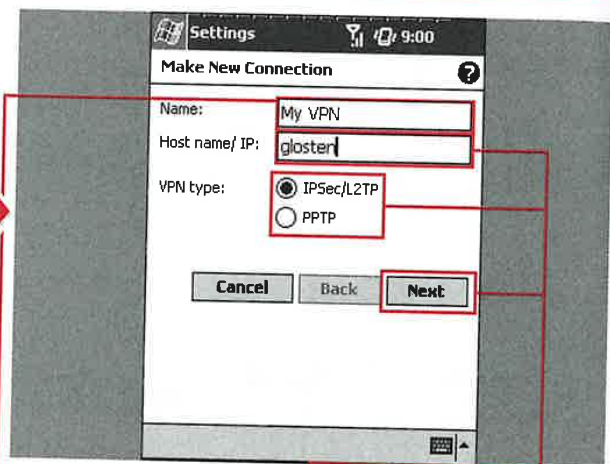 Settings 9:00
Make New Connection ?
Name: My VPN
Host name/ IP: glosten
VPN type: IPSec/L2TP
PPTP
Cancel Back Next